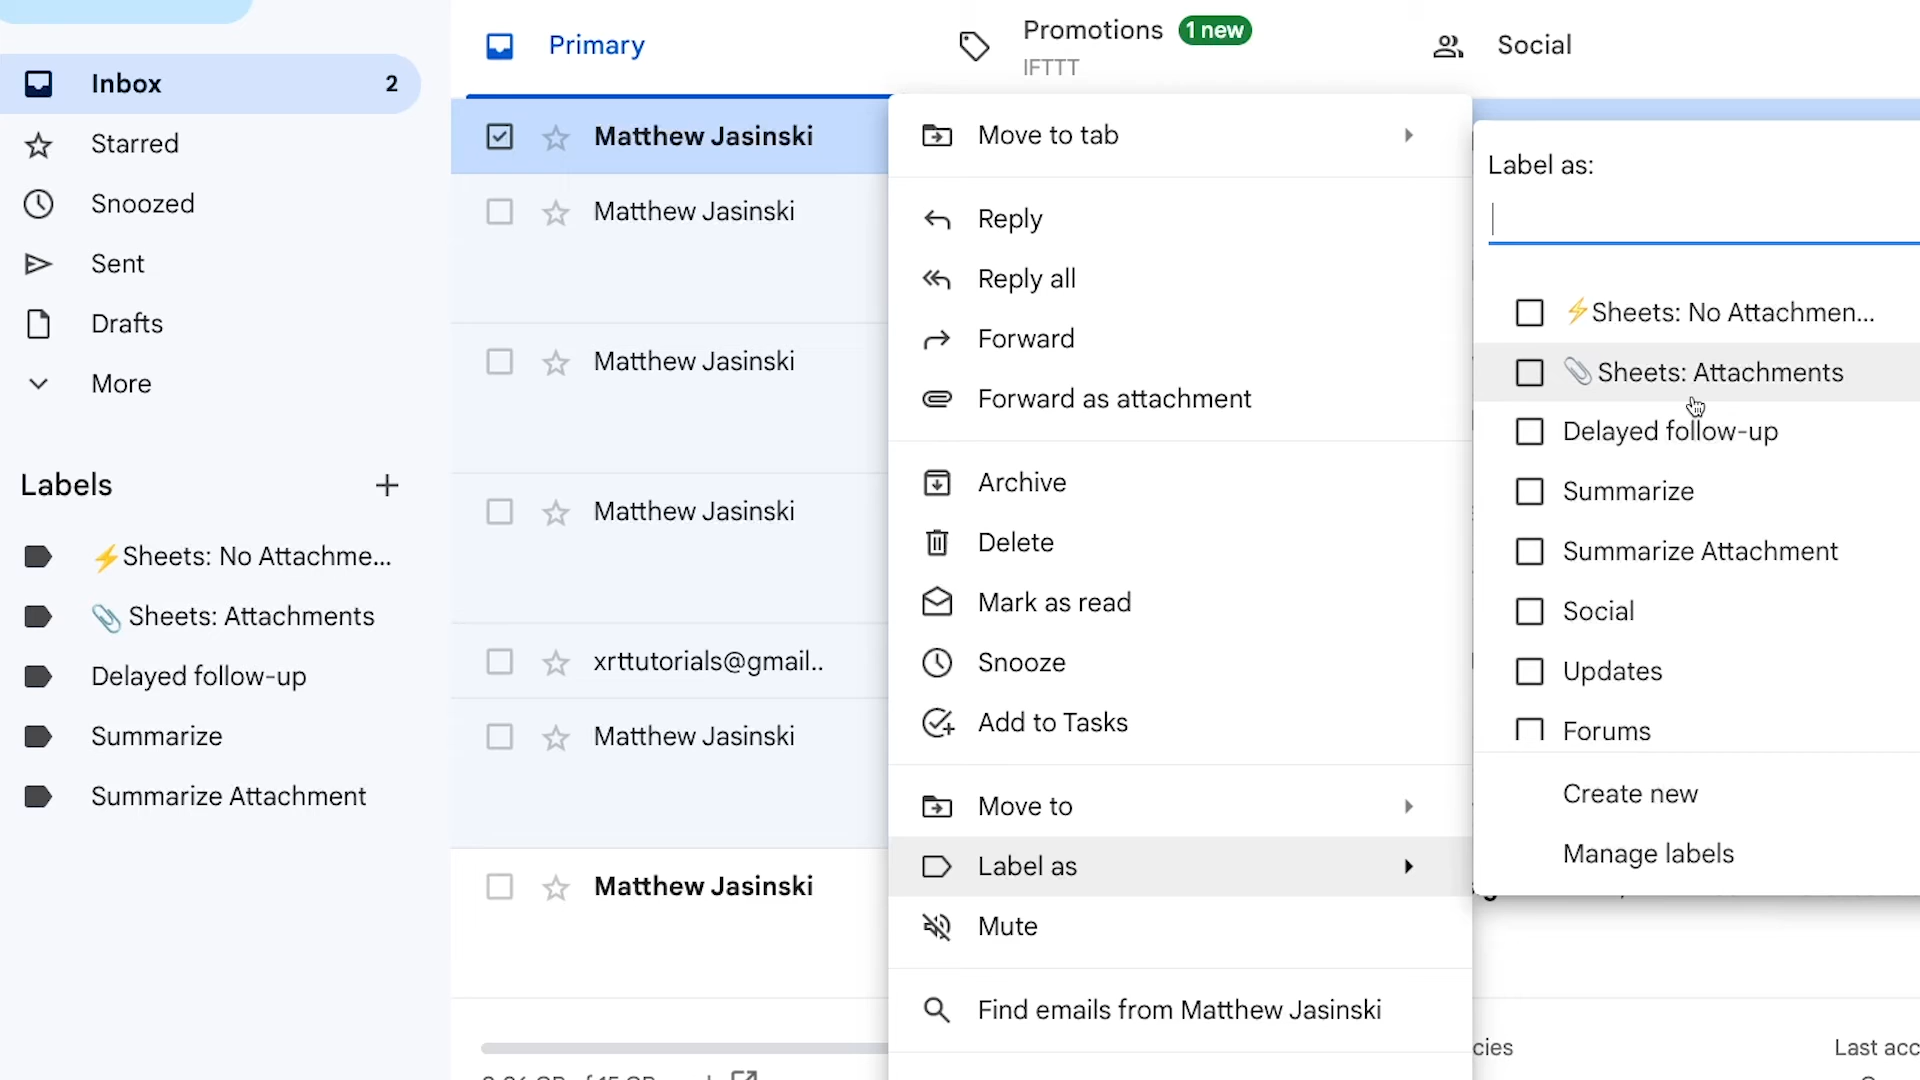 Inbox 2
Starred
Snoozed
Sent
Drafts
More
Labels
⚡Sheets: No Attachme...
📎 Sheets: Attachments
Delayed follow-up
Summarize
Summarize Attachment
Primary
Promotions 1 new
IFTTT
Social
Matthew Jasinski
Matthew Jasinski
Matthew Jasinski
Matthew Jasinski
xrttutorials@gmail..
Matthew Jasinski
Matthew Jasinski
Move to tab
Reply
Reply all
Forward
Forward as attachment
Archive
Delete
Mark as read
Snooze
Add to Tasks
Move to
Label as
Mute
Find emails from Matthew Jasinski
Label as:
⚡Sheets: No Attachmen...
📎 Sheets: Attachments
Delayed follow-up
Summarize
Summarize Attachment
Social
Updates
Forums
Create new
Manage labels
cies
Last acc